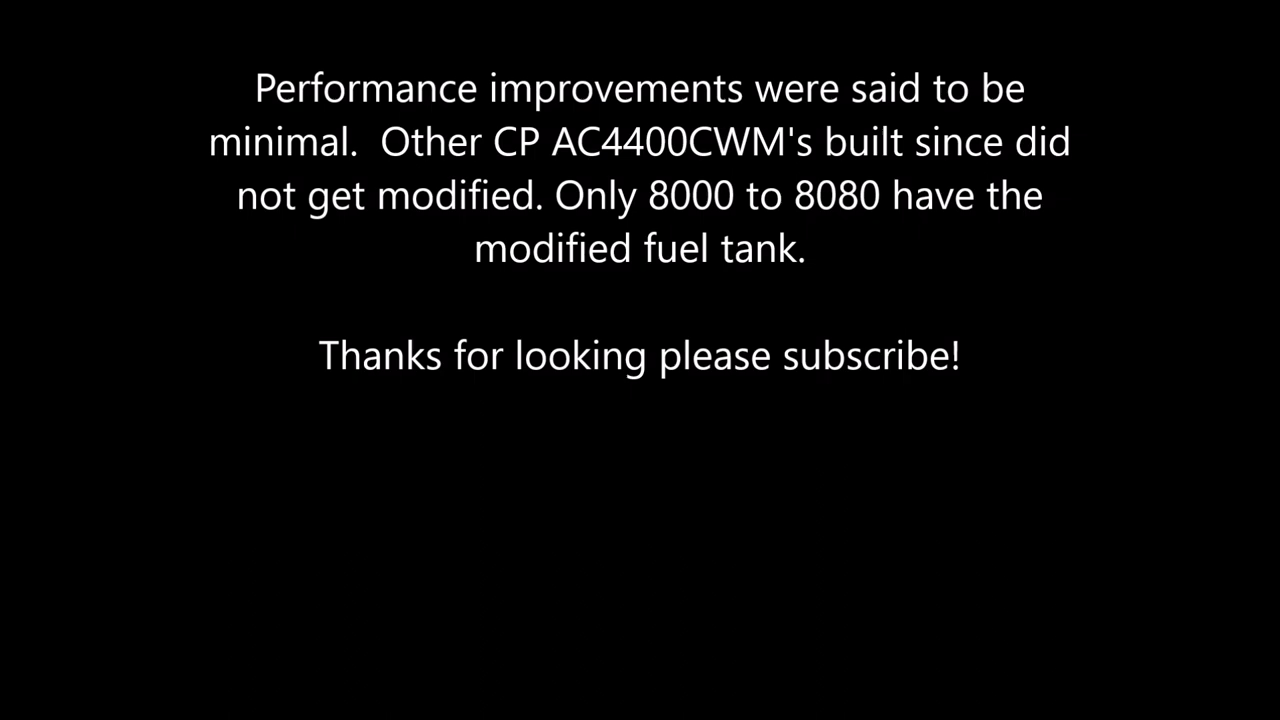 Performance improvements were said to be
minimal.  Other CP AC4400CWM's built since did
not get modified. Only 8000 to 8080 have the
modified fuel tank.
Thanks for looking please subscribe!